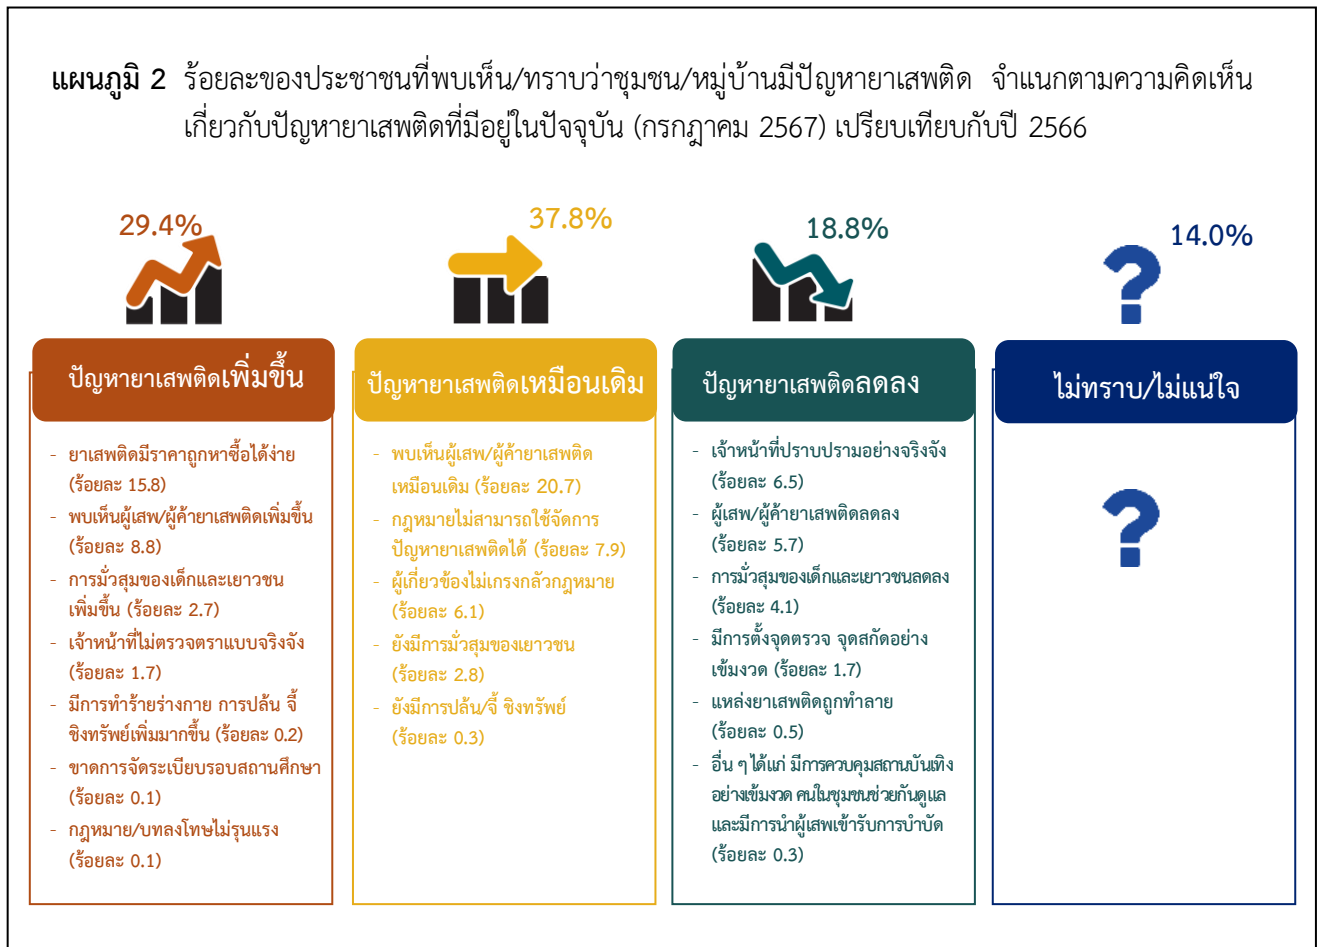 แผนภูมิ 2 ร้อยละของประชาชนที่พบเห็น/ทราบว่าชุมชน/หมู่บ้านมีปัญหายาเสพติด จำแนกตามความคิดเห็น
เกี่ยวกับปัญหายาเสพติดที่มีอยู่ในปัจจุบัน (กรกฎาคม 2567) เปรียบเทียบกับปี 2566
29.4%
ปัญหายาเสพติดเพิ่มขึ้น
- ยาเสพติดมีราคาถูกหาซื้อได้ง่าย
(ร้อยละ 15.8)
- พบเห็นผู้เสพ/ผู้ค้ายาเสพติดเพิ่มขึ้น
(ร้อยละ 8.8)
- การมั่วสุมของเด็กและเยาวชน
เพิ่มขึ้น (ร้อยละ 2.7)
- เจ้าหน้าที่ไม่ตรวจตราแบบจริงจัง
(ร้อยละ 1.7)
- มีการทำร้ายร่างกาย การปล้น จี้
ชิงทรัพย์เพิ่มมากขึ้น (ร้อยละ 0.2)
- ขาดการจัดระเบียบรอบสถานศึกษา
(ร้อยละ 0.1)
- กฎหมาย/บทลงโทษไม่รุนแรง
(ร้อยละ 0.1)
37.8%
ปัญหายาเสพติดเหมือนเดิม
- พบเห็นผู้เสพ/ผู้ค้ายาเสพติด
เหมือนเดิม (ร้อยละ 20.7)
- กฎหมายไม่สามารถใช้จัดการ
ปัญหายาเสพติดได้ (ร้อยละ 7.9)
- ผู้เกี่ยวข้องไม่เกรงกลัวกฎหมาย
(ร้อยละ 6.1)
- ยังมีการมั่วสุมของเยาวชน
(ร้อยละ 2.8)
- ยังมีการปล้น/จี้ ชิงทรัพย์
(ร้อยละ 0.3)
18.8%
ปัญหายาเสพติดลดลง
- เจ้าหน้าที่ปราบปรามอย่างจริงจัง
(ร้อยละ 6.5)
- ผู้เสพ/ผู้ค้ายาเสพติดลดลง
(ร้อยละ 5.7)
- การมั่วสุมของเด็กและเยาวชนลดลง
(ร้อยละ 4.1)
- มีการตั้งจุดตรวจ จุดสกัดอย่าง
เข้มงวด (ร้อยละ 1.7)
- แหล่งยาเสพติดถูกทำลาย
(ร้อยละ 0.5)
- อื่น ๆ ได้แก่ มีการควบคุมสถานบันเทิง
อย่างเข้มงวด คนในชุมชนช่วยกันดูแล
และมีการนำผู้เสพเข้ารับการบำบัด
(ร้อยละ 0.3)
?
14.0%
ไม่ทราบ/ไม่แน่ใจ
?